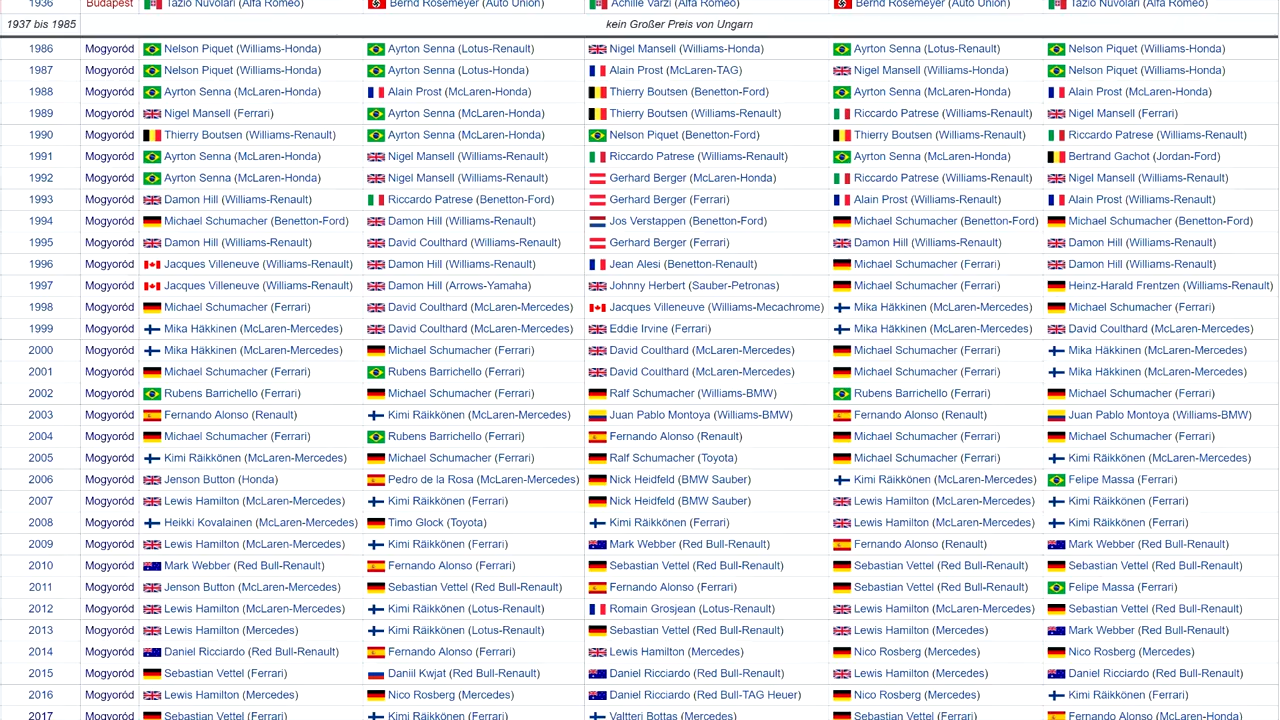 1936 Budapest Tazio Nuvolari (Alfa Romeo) Bernd Rosemeyer (Auto Union) Achille Varzi (Alfa Romeo) Bernd Rosemeyer (Auto Union) Tazio Nuvolari (Alfa Romeo)
1937 bis 1985 kein Großer Preis von Ungarn
1986 Mogyoród Nelson Piquet (Williams-Honda) Ayrton Senna (Lotus-Renault) Nigel Mansell (Williams-Honda) Ayrton Senna (Lotus-Renault) Nelson Piquet (Williams-Honda)
1987 Mogyoród Nelson Piquet (Williams-Honda) Ayrton Senna (Lotus-Honda) Alain Prost (McLaren-TAG) Nigel Mansell (Williams-Honda) Nelson Piquet (Williams-Honda)
1988 Mogyoród Ayrton Senna (McLaren-Honda) Alain Prost (McLaren-Honda) Thierry Boutsen (Benetton-Ford) Ayrton Senna (McLaren-Honda) Alain Prost (McLaren-Honda)
1989 Mogyoród Nigel Mansell (Ferrari) Ayrton Senna (McLaren-Honda) Thierry Boutsen (Williams-Renault) Riccardo Patrese (Williams-Renault) Nigel Mansell (Ferrari)
1990 Mogyoród Thierry Boutsen (Williams-Renault) Ayrton Senna (McLaren-Honda) Nelson Piquet (Benetton-Ford) Thierry Boutsen (Williams-Renault) Riccardo Patrese (Williams-Renault)
1991 Mogyoród Ayrton Senna (McLaren-Honda) Nigel Mansell (Williams-Renault) Riccardo Patrese (Williams-Renault) Ayrton Senna (McLaren-Honda) Bertrand Gachot (Jordan-Ford)
1992 Mogyoród Ayrton Senna (McLaren-Honda) Nigel Mansell (Williams-Renault) Gerhard Berger (McLaren-Honda) Riccardo Patrese (Williams-Renault) Nigel Mansell (Williams-Renault)
1993 Mogyoród Damon Hill (Williams-Renault) Riccardo Patrese (Benetton-Ford) Gerhard Berger (Ferrari) Alain Prost (Williams-Renault) Alain Prost (Williams-Renault)
1994 Mogyoród Michael Schumacher (Benetton-Ford) Damon Hill (Williams-Renault) Jos Verstappen (Benetton-Ford) Michael Schumacher (Benetton-Ford) Michael Schumacher (Benetton-Ford)
1995 Mogyoród Damon Hill (Williams-Renault) David Coulthard (Williams-Renault) Gerhard Berger (Ferrari) Damon Hill (Williams-Renault) Damon Hill (Williams-Renault)
1996 Mogyoród Jacques Villeneuve (Williams-Renault) Damon Hill (Williams-Renault) Jean Alesi (Benetton-Renault) Michael Schumacher (Ferrari) Damon Hill (Williams-Renault)
1997 Mogyoród Jacques Villeneuve (Williams-Renault) Damon Hill (Arrows-Yamaha) Johnny Herbert (Sauber-Petronas) Michael Schumacher (Ferrari) Heinz-Harald Frentzen (Williams-Renault)
1998 Mogyoród Michael Schumacher (Ferrari) David Coulthard (McLaren-Mercedes) Jacques Villeneuve (Williams-Mecachrome) Mika Häkkinen (McLaren-Mercedes) Michael Schumacher (Ferrari)
1999 Mogyoród Mika Häkkinen (McLaren-Mercedes) David Coulthard (McLaren-Mercedes) Eddie Irvine (Ferrari) Mika Häkkinen (McLaren-Mercedes) David Coulthard (McLaren-Mercedes)
2000 Mogyoród Mika Häkkinen (McLaren-Mercedes) Michael Schumacher (Ferrari) David Coulthard (McLaren-Mercedes) Michael Schumacher (Ferrari) Mika Häkkinen (McLaren-Mercedes)
2001 Mogyoród Michael Schumacher (Ferrari) Rubens Barrichello (Ferrari) David Coulthard (McLaren-Mercedes) Michael Schumacher (Ferrari) Mika Häkkinen (McLaren-Mercedes)
2002 Mogyoród Rubens Barrichello (Ferrari) Michael Schumacher (Ferrari) Ralf Schumacher (Williams-BMW) Rubens Barrichello (Ferrari) Michael Schumacher (Ferrari)
2003 Mogyoród Fernando Alonso (Renault) Kimi Räikkönen (McLaren-Mercedes) Juan Pablo Montoya (Williams-BMW) Fernando Alonso (Renault) Juan Pablo Montoya (Williams-BMW)
2004 Mogyoród Michael Schumacher (Ferrari) Rubens Barrichello (Ferrari) Fernando Alonso (Renault) Michael Schumacher (Ferrari) Michael Schumacher (Ferrari)
2005 Mogyoród Kimi Räikkönen (McLaren-Mercedes) Michael Schumacher (Ferrari) Ralf Schumacher (Toyota) Michael Schumacher (Ferrari) Kimi Räikkönen (McLaren-Mercedes)
2006 Mogyoród Jenson Button (Honda) Pedro de la Rosa (McLaren-Mercedes) Nick Heidfeld (BMW Sauber) Kimi Räikkönen (McLaren-Mercedes) Felipe Massa (Ferrari)
2007 Mogyoród Lewis Hamilton (McLaren-Mercedes) Kimi Räikkönen (Ferrari) Nick Heidfeld (BMW Sauber) Lewis Hamilton (McLaren-Mercedes) Kimi Räikkönen (Ferrari)
2008 Mogyoród Heikki Kovalainen (McLaren-Mercedes) Timo Glock (Toyota) Kimi Räikkönen (Ferrari) Lewis Hamilton (McLaren-Mercedes) Kimi Räikkönen (Ferrari)
2009 Mogyoród Lewis Hamilton (McLaren-Mercedes) Kimi Räikkönen (Ferrari) Mark Webber (Red Bull-Renault) Fernando Alonso (Renault) Mark Webber (Red Bull-Renault)
2010 Mogyoród Mark Webber (Red Bull-Renault) Fernando Alonso (Ferrari) Sebastian Vettel (Red Bull-Renault) Sebastian Vettel (Red Bull-Renault) Sebastian Vettel (Red Bull-Renault)
2011 Mogyoród Jenson Button (McLaren-Mercedes) Sebastian Vettel (Red Bull-Renault) Fernando Alonso (Ferrari) Sebastian Vettel (Red Bull-Renault) Felipe Massa (Ferrari)
2012 Mogyoród Lewis Hamilton (McLaren-Mercedes) Kimi Räikkönen (Lotus-Renault) Romain Grosjean (Lotus-Renault) Lewis Hamilton (McLaren-Mercedes) Sebastian Vettel (Red Bull-Renault)
2013 Mogyoród Lewis Hamilton (Mercedes) Kimi Räikkönen (Lotus-Renault) Sebastian Vettel (Red Bull-Renault) Lewis Hamilton (Mercedes) Mark Webber (Red Bull-Renault)
2014 Mogyoród Daniel Ricciardo (Red Bull-Renault) Fernando Alonso (Ferrari) Lewis Hamilton (Mercedes) Nico Rosberg (Mercedes) Nico Rosberg (Mercedes)
2015 Mogyoród Sebastian Vettel (Ferrari) Daniil Kwjat (Red Bull-Renault) Daniel Ricciardo (Red Bull-Renault) Lewis Hamilton (Mercedes) Daniel Ricciardo (Red Bull-Renault)
2016 Mogyoród Lewis Hamilton (Mercedes) Nico Rosberg (Mercedes) Daniel Ricciardo (Red Bull-TAG Heuer) Nico Rosberg (Mercedes) Kimi Räikkönen (Ferrari)
2017 Mogyoród Sebastian Vettel (Ferrari) Kimi Räikkönen (Ferrari) Valtteri Bottas (Mercedes) Sebastian Vettel (Ferrari) Fernando Alonso (McLaren-Honda)